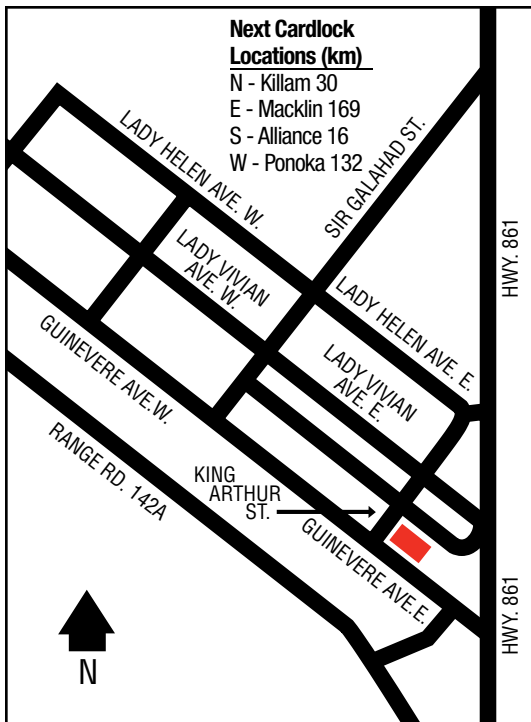 Next Cardlock
Locations (km)
N - Killam 30
E - Macklin 169
S - Alliance 16
W - Ponoka 132
LADY HELEN AVE. W.
SIR GALAHAD ST.
HWY. 861
LADY VIVIAN
AVE. W.
LADY HELEN AVE. E.
GUINEVERE AVE.W.
LADY VIVIAN
AVE. E.
RANGE RD. 142A
KING
ARTHUR
ST.
GUINEVERE AVE.E.
HWY. 861
N